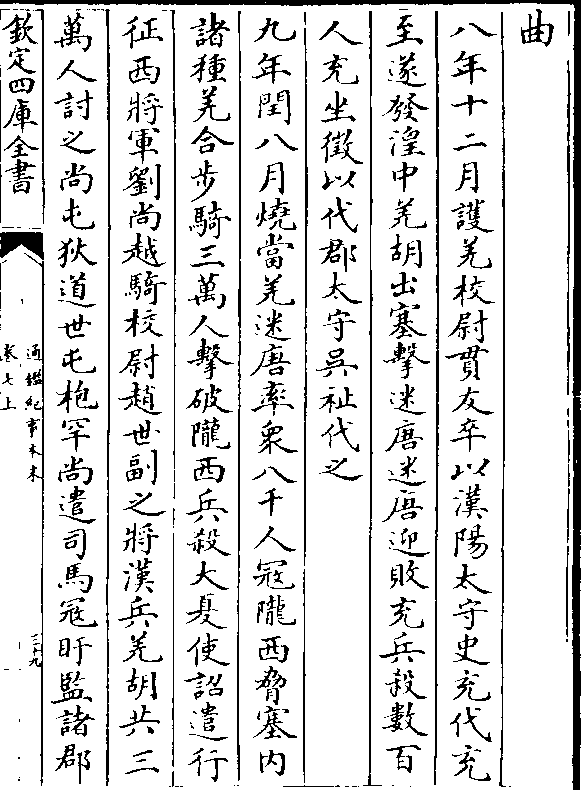 曲
八年十二月護羌校尉貫友卒以漢陽太守史充代充
至遂發湟中羌胡出塞擊迷唐迷唐迎敗充兵殺數百
人充坐徵以代郡太守吳祉代之
九年閏八月燒當羌迷唐率衆八千人冦隴西脅塞内
諸種羌合步騎三萬人擊破隴西兵殺大夏使詔遣行
征西將軍劉尚越騎校尉趙世副之將漢兵羌胡共三
萬人討之尚屯狄道世屯枹罕尚遣司馬冦盱監諸郡
欽定四庫全書
通鑑紀事本末
卷七上
三十九